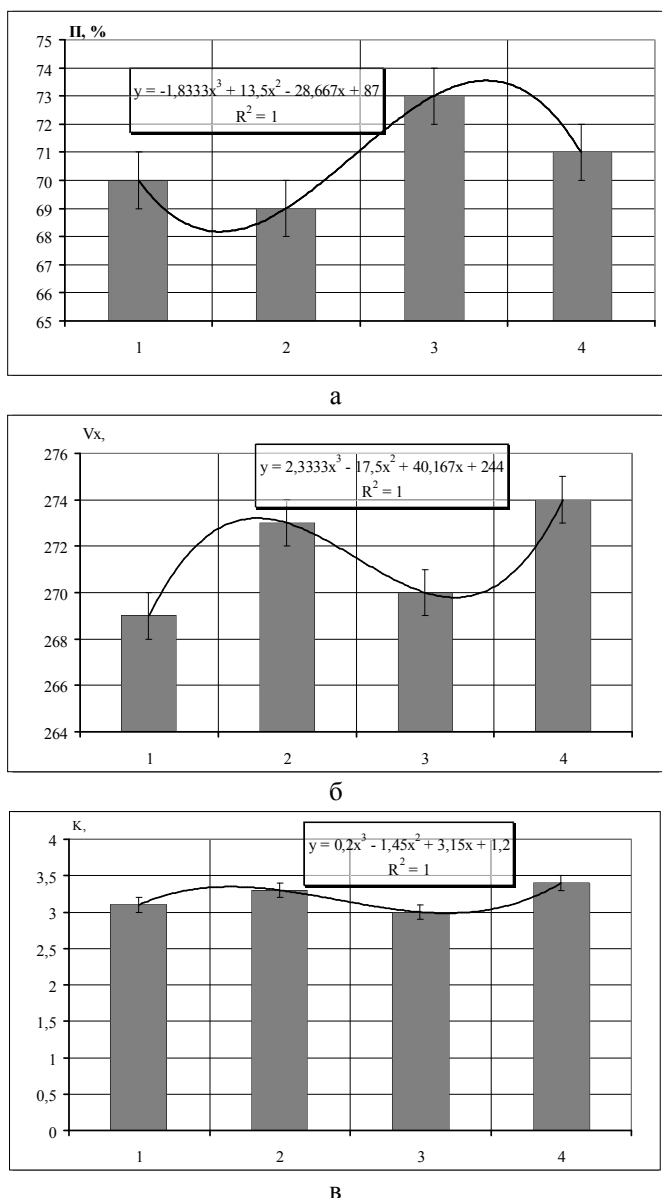 П, %
75
74
73
72
71
70
69
68
67
66
65
y = -1,8333x³ + 13,5x² - 28,667x + 87
R² = 1
1 2 3 4
а
Vx,
276
274
272
270
268
266
264
y = 2,3333x³ - 17,5x² + 40,167x + 244
R² = 1
1 2 3 4
б
К,
4
3,5
3
2,5
2
1,5
1
0,5
0
y = 0,2x³ - 1,45x² + 3,15x + 1,2
R² = 1
1 2 3 4
в